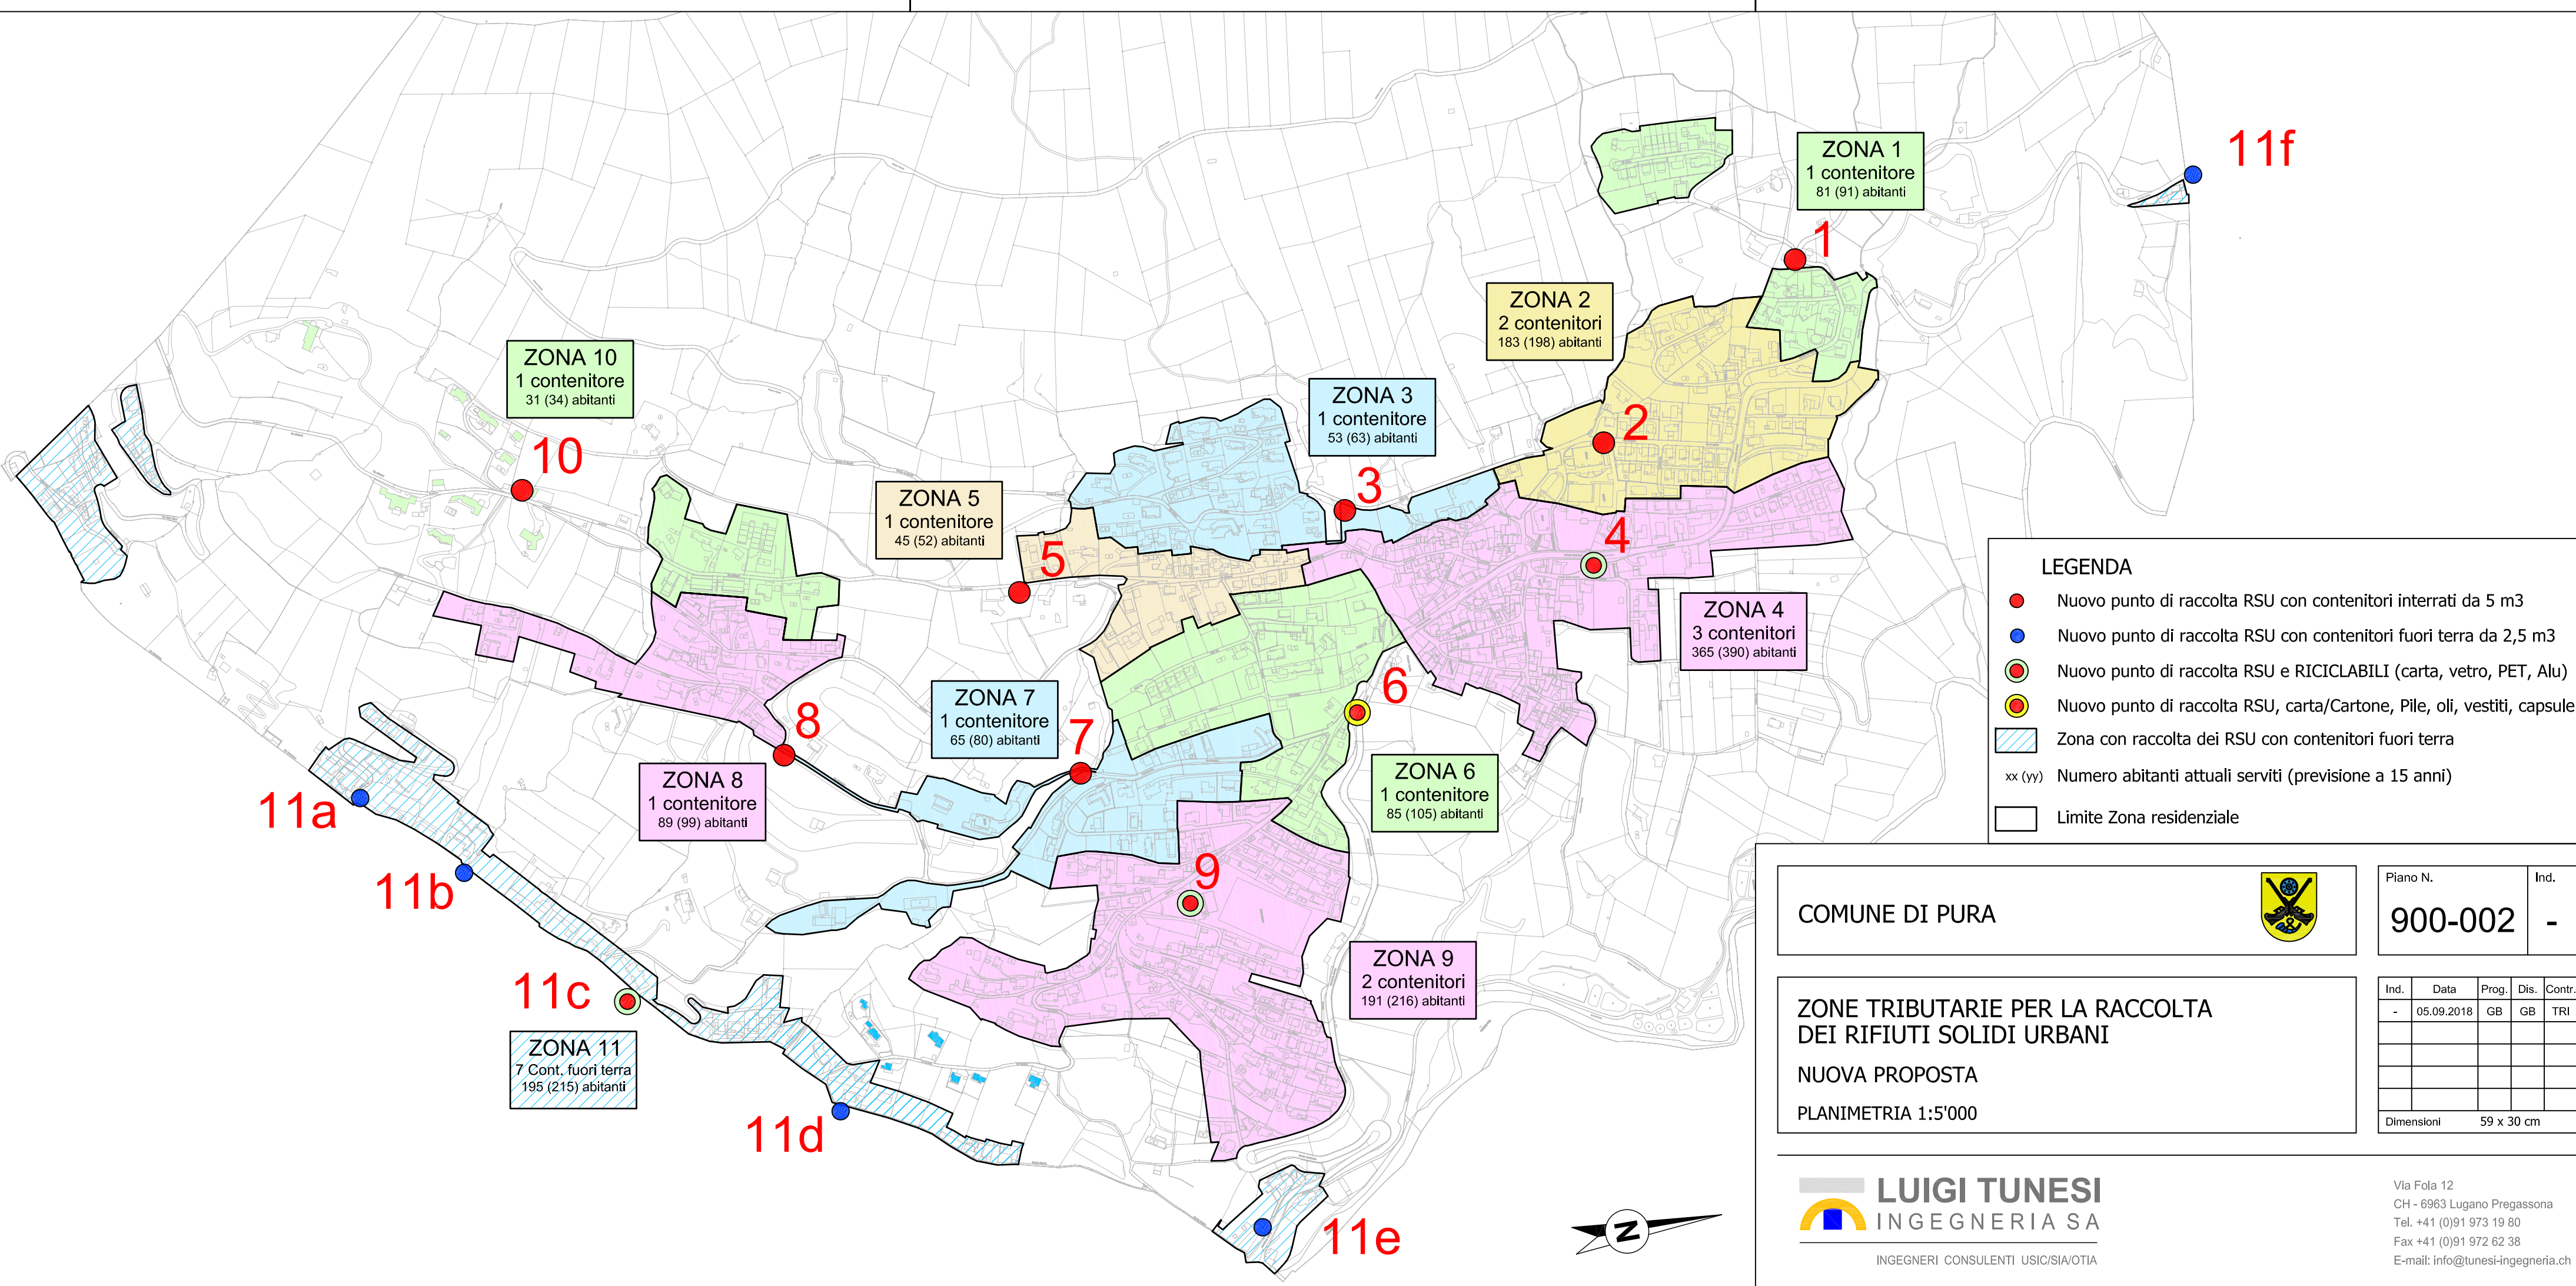 11f
ZONA 1
1 contenitore
81 (91) abitanti
1
ZONA 2
2 contenitori
183 (198) abitanti
2
ZONA 10
1 contenitore
31 (34) abitanti
10
ZONA 3
1 contenitore
53 (63) abitanti
3
ZONA 5
1 contenitore
45 (52) abitanti
5
4
ZONA 4
3 contenitori
365 (390) abitanti
6
ZONA 7
1 contenitore
65 (80) abitanti
7
8
ZONA 8
1 contenitore
89 (99) abitanti
ZONA 6
1 contenitore
85 (105) abitanti
11a
11b
9
ZONA 9
2 contenitori
191 (216) abitanti
11c
ZONA 11
7 Cont. fuori terra
195 (215) abitanti
11d
11e
N
LEGENDA
Nuovo punto di raccolta RSU con contenitori interrati da 5 m3
Nuovo punto di raccolta RSU con contenitori fuori terra da 2,5 m3
Nuovo punto di raccolta RSU e RICICLABILI (carta, vetro, PET, Alu)
Nuovo punto di raccolta RSU, carta/Cartone, Pile, oli, vestiti, capsule
Zona con raccolta dei RSU con contenitori fuori terra
xx (yy) Numero abitanti attuali serviti (previsione a 15 anni)
Limite Zona residenziale
COMUNE DI PURA
Piano N. Ind.
900-002 -
ZONE TRIBUTARIE PER LA RACCOLTA
DEI RIFIUTI SOLIDI URBANI
NUOVA PROPOSTA
PLANIMETRIA 1:5'000
Ind. Data Prog. Dis. Contr.
- 05.09.2018 GB GB TRI
Dimensioni 59 x 30 cm
LUIGI TUNESI
INGEGNERIA SA
INGEGNERI CONSULENTI USIC/SIA/OTIA
Via Fola 12
CH - 6963 Lugano Pregassona
Tel. +41 (0)91 973 19 80
Fax +41 (0)91 972 62 38
E-mail: info@tunesi-ingegneria.ch